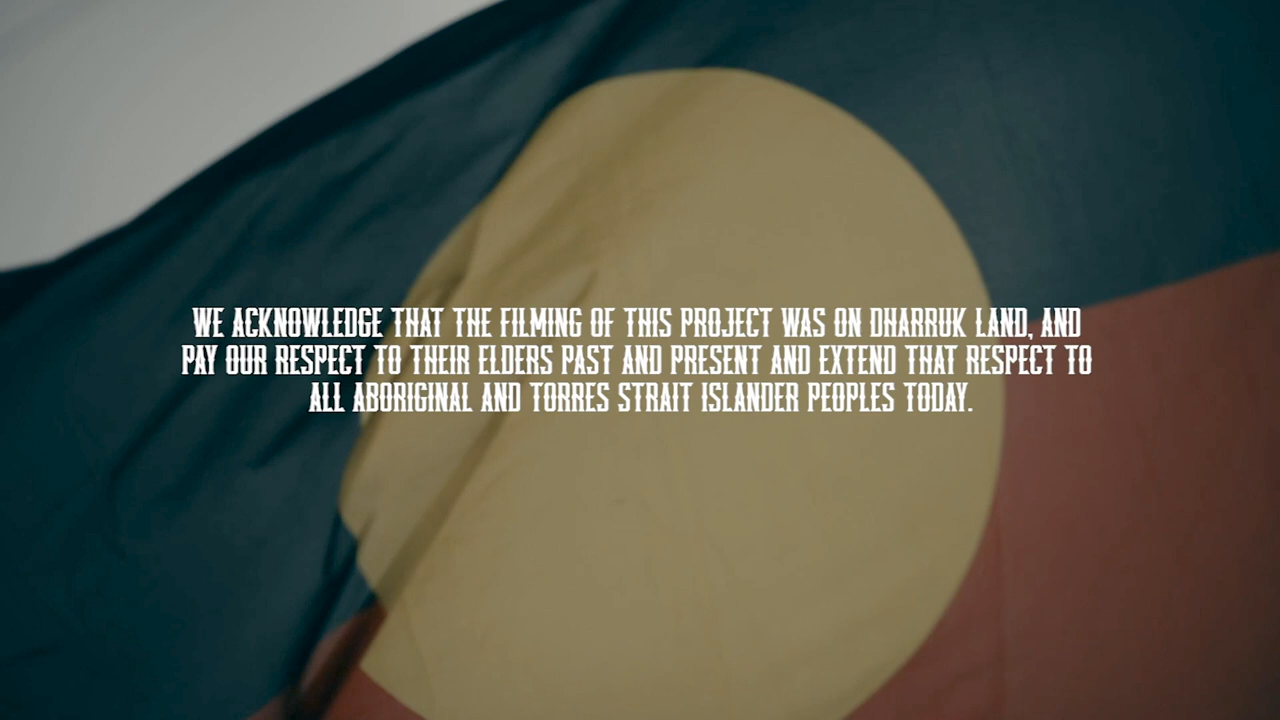 WE ACKNOWLEDGE THAT THE FILMING OF THIS PROJECT WAS ON DHARRUK LAND, AND
PAY OUR RESPECT TO THEIR ELDERS PAST AND PRESENT AND EXTEND THAT RESPECT TO
ALL ABORIGINAL AND TORRES STRAIT ISLANDER PEOPLES TODAY.